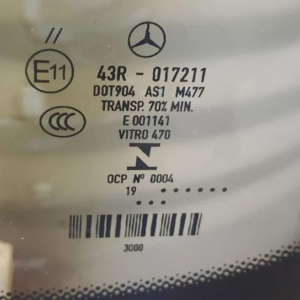 //
E11
43R - 017211
DOT904 AS1 M477
TRANSP. 70% MIN.
CCC
E 001141
VITRO 470
N
OCP Nº 0004
19 . . . . . .
. . .
3000